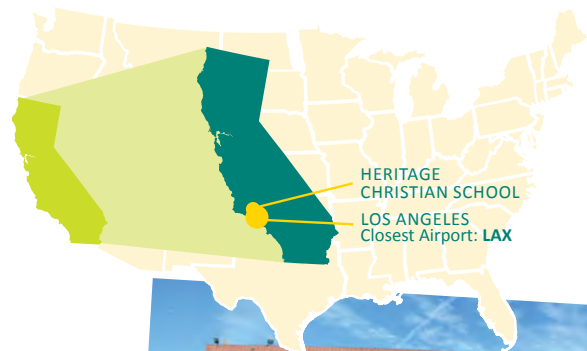 HERITAGE
CHRISTIAN SCHOOL
LOS ANGELES
Closest Airport: LAX